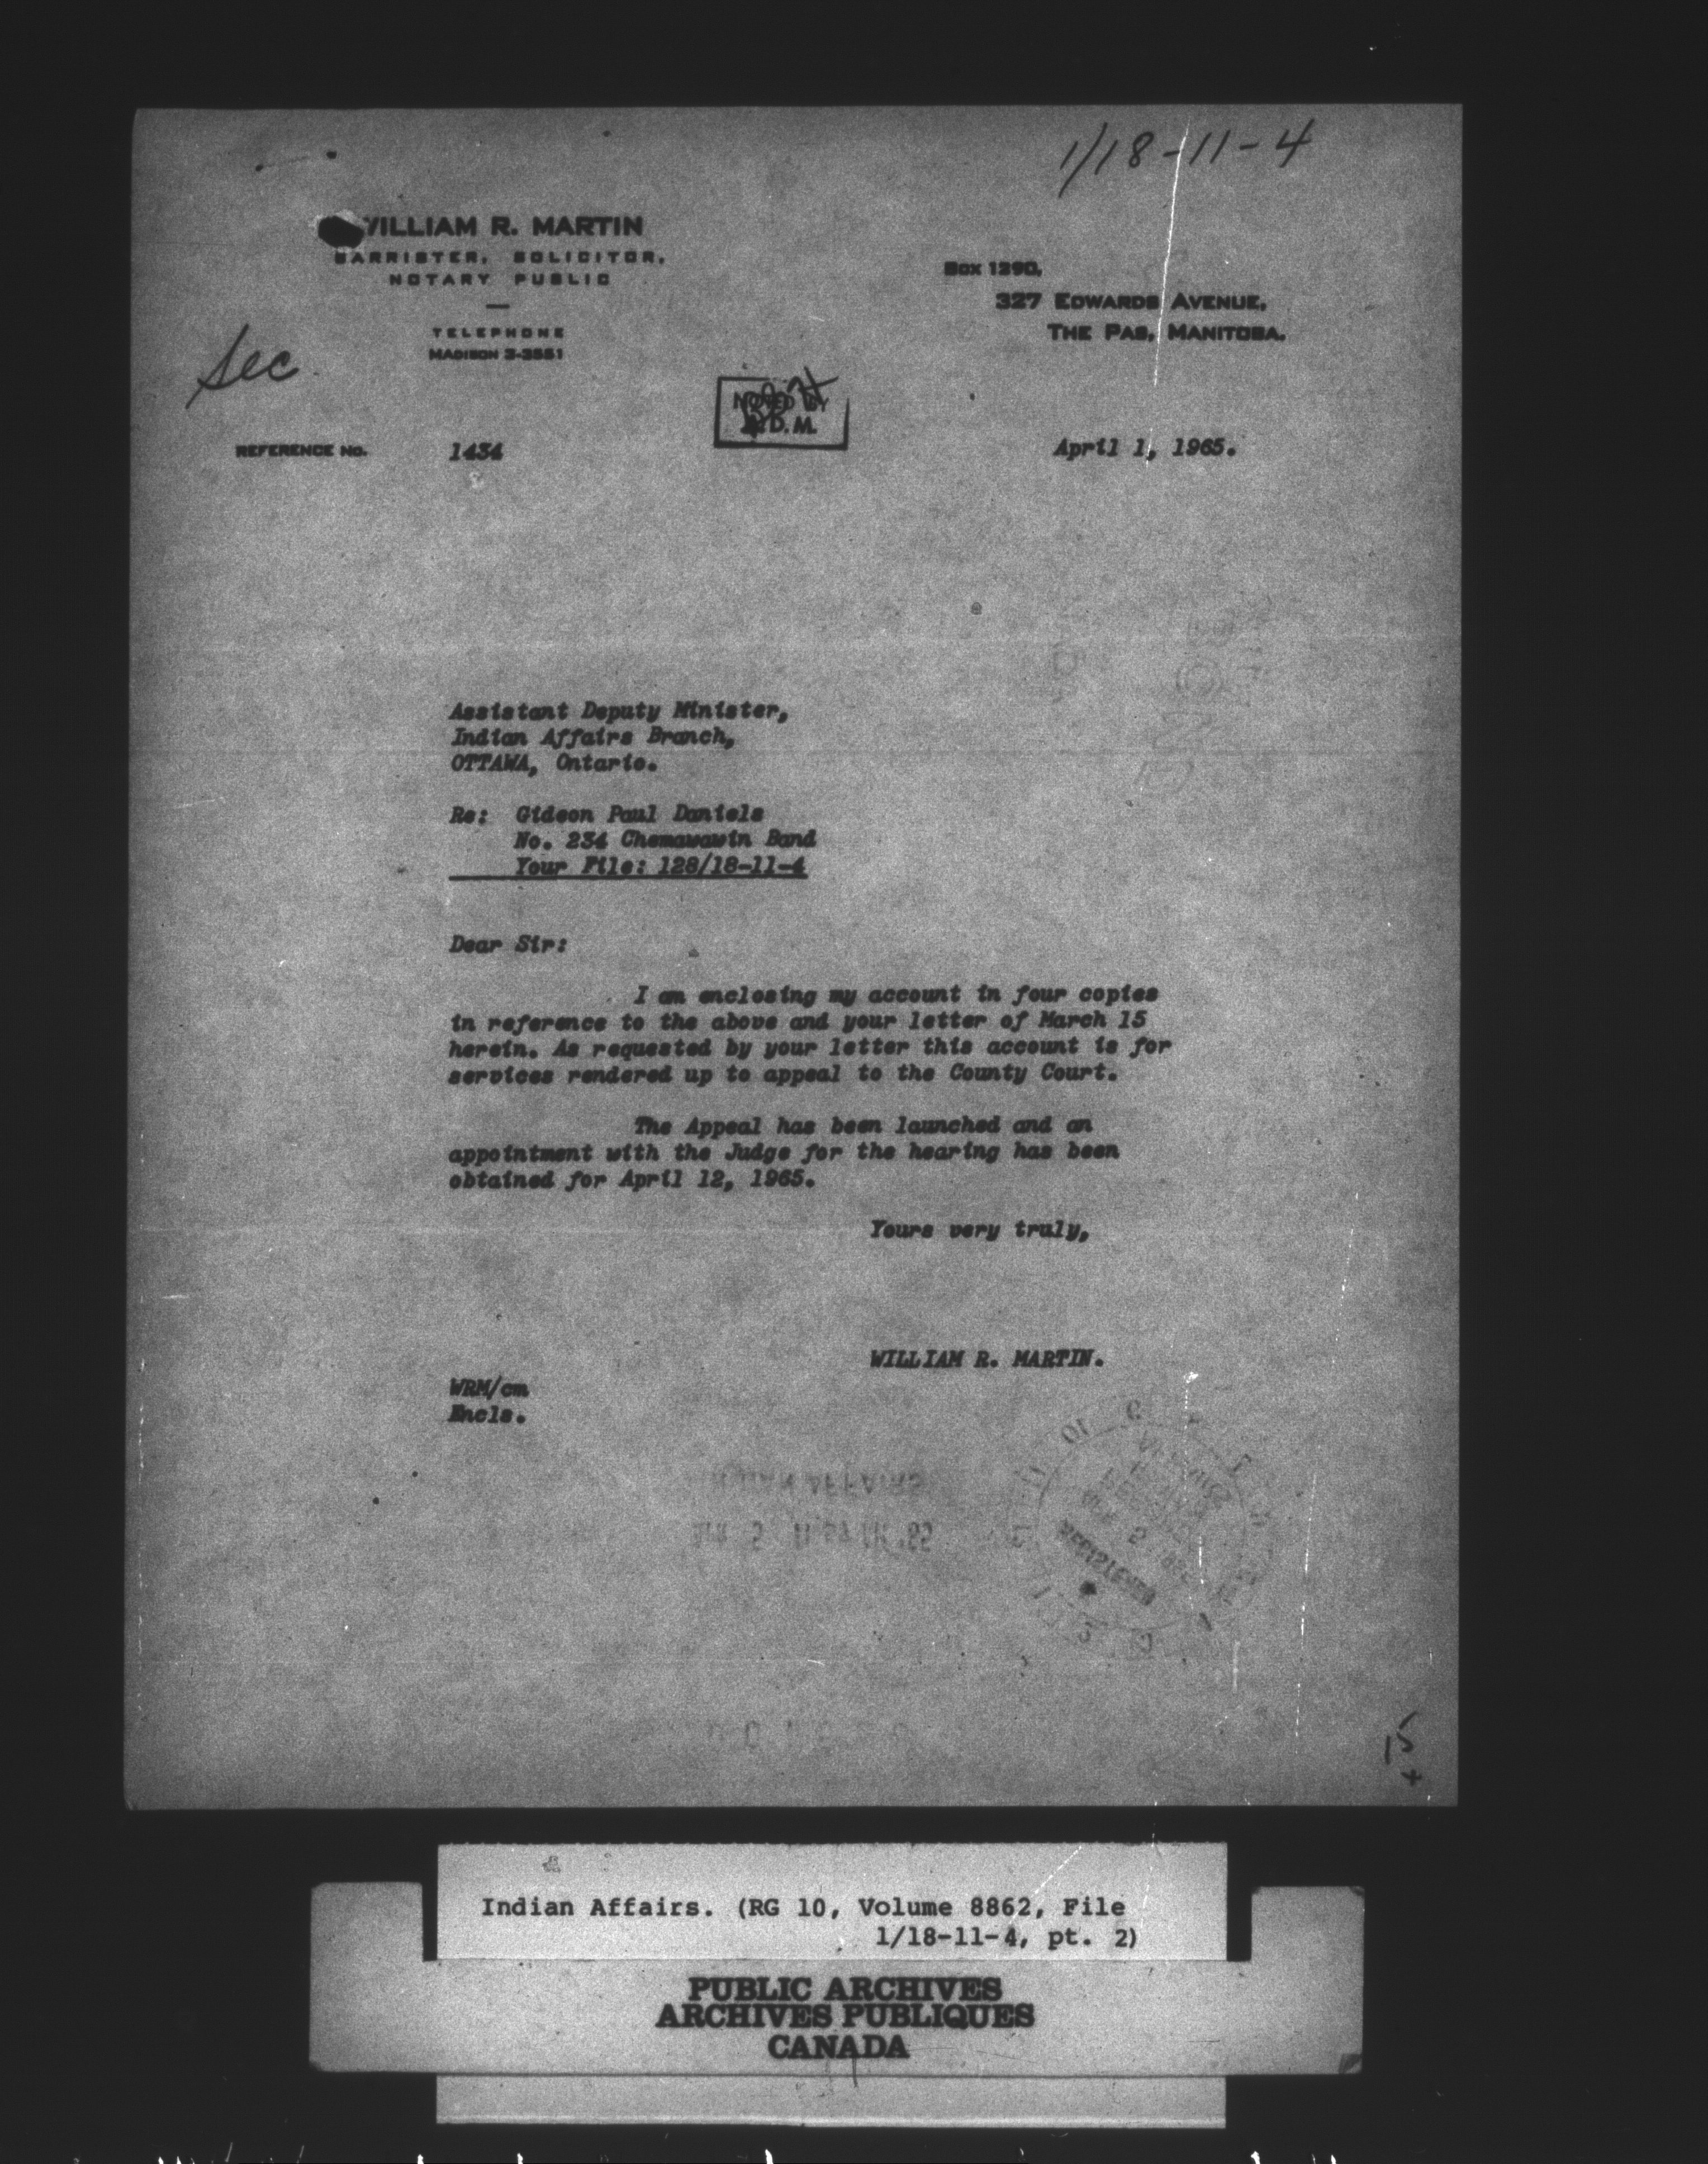 1/18-11-4
WILLIAM R. MARTIN
BARRISTER, SOLICITOR,
NOTARY PUBLIC
TELEPHONE
MADISON 3-3551
Box 1290,
327 EDWARDS AVENUE,
THE PAS, MANITOBA.
Sec
NOTED BY
A.D.M.
REFERENCE No. 1434
April 1, 1965.
Assistant Deputy Minister,
Indian Affairs Branch,
OTTAWA, Ontario.
Re: Gideon Paul Daniels
No. 234 Chemawawin Band
Your File: 128/18-11-4
Dear Sir:
I am enclosing my account in four copies
in reference to the above and your letter of March 15
herein. As requested by your letter this account is for
services rendered up to appeal to the County Court.
The Appeal has been launched and an
appointment with the Judge for the hearing has been
obtained for April 12, 1965.
Yours very truly,
WILLIAM R. MARTIN.
WRM/cm
Encls.
INDIAN AFFAIRS
REGISTERED
15
Indian Affairs. (RG 10, Volume 8862, File
1/18-11-4, pt. 2)
PUBLIC ARCHIVES
ARCHIVES PUBLIQUES
CANADA